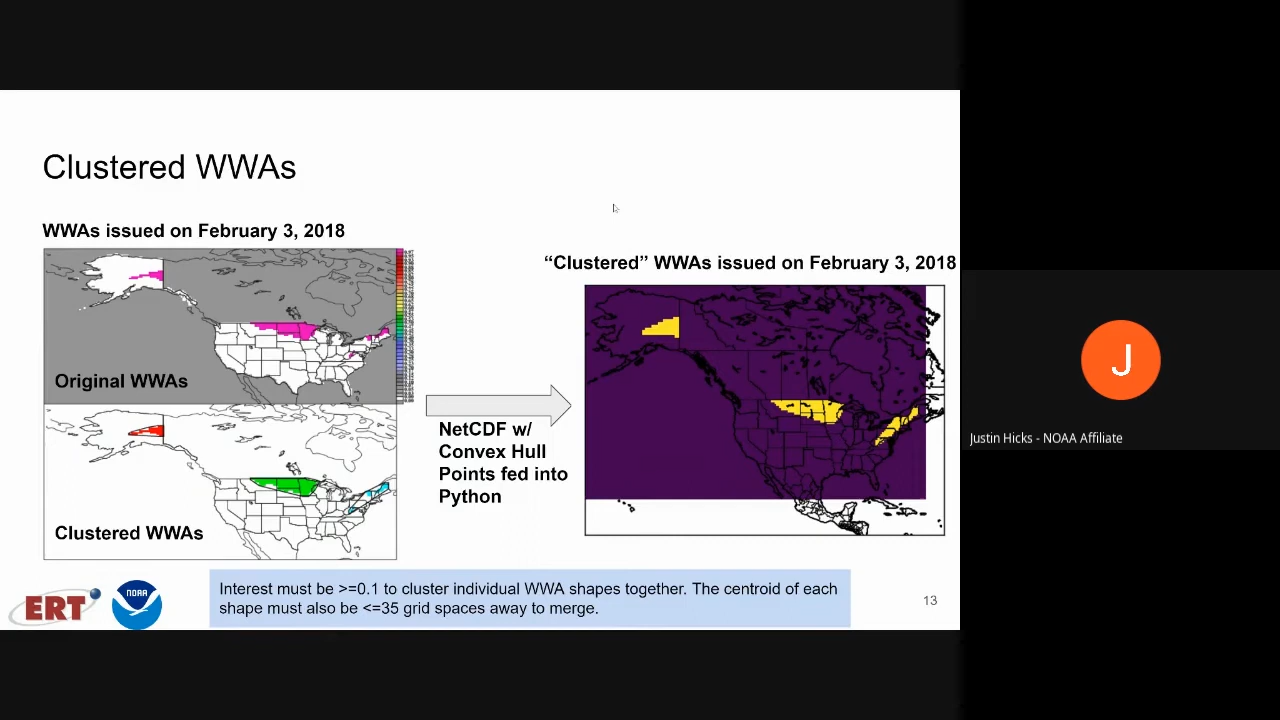 Clustered WWAs
WWAs issued on February 3, 2018
Original WWAs
Clustered WWAs
NetCDF w/
Convex Hull
Points fed into
Python
“Clustered” WWAs issued on February 3, 2018
Interest must be >=0.1 to cluster individual WWA shapes together. The centroid of each
shape must also be <=35 grid spaces away to merge.
ERT
NOAA
13
J
Justin Hicks - NOAA Affiliate